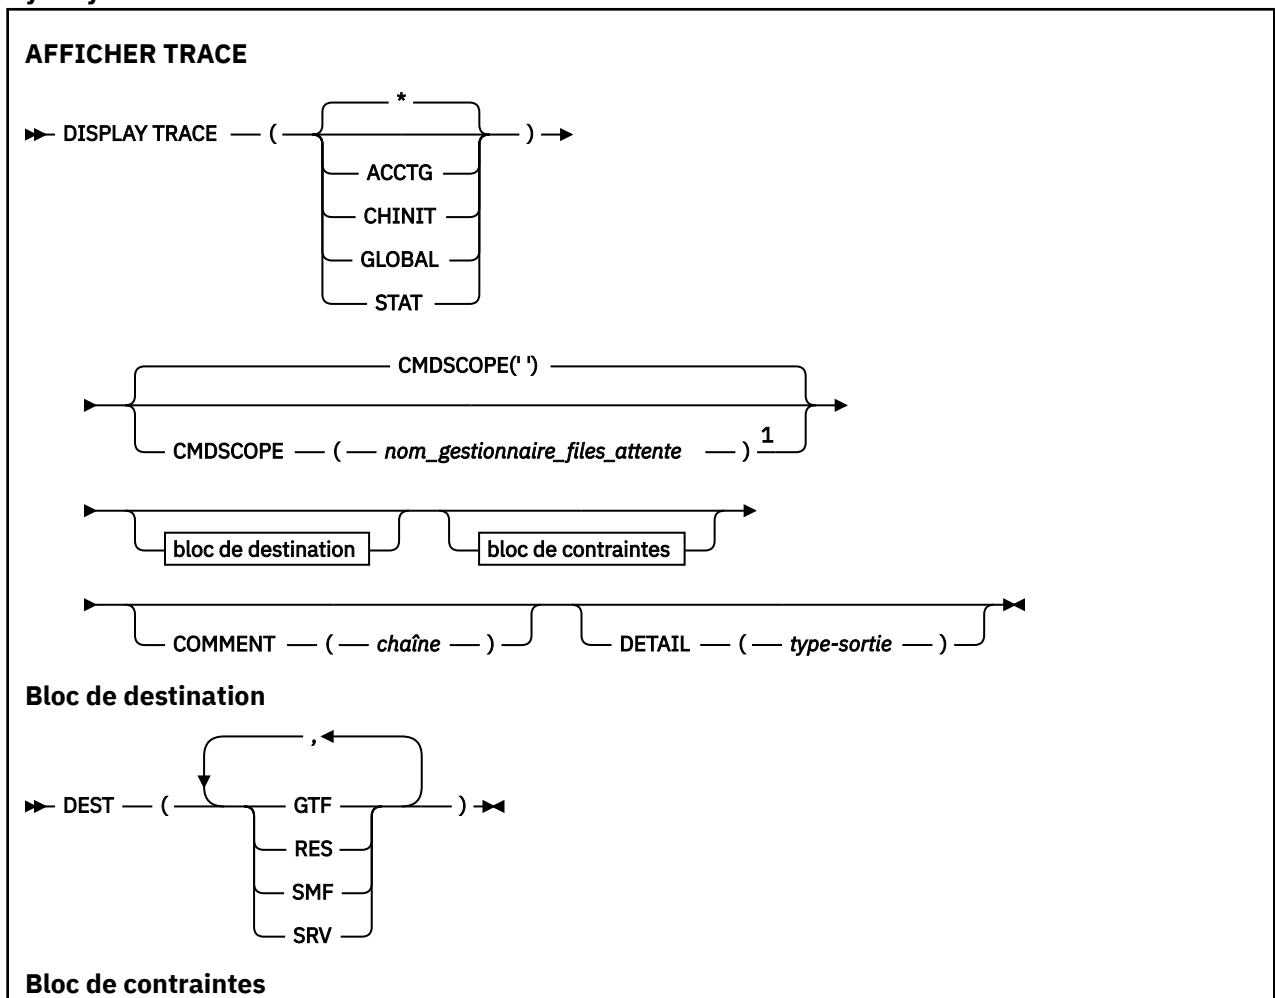 AFFICHER TRACE
*
DISPLAY TRACE ( )
ACCTG
CHINIT
GLOBAL
STAT
CMDSCOPE(' ')
CMDSCOPE ( nom_gestionnaire_files_attente ) 1
bloc de destination bloc de contraintes
COMMENT ( chaîne ) DETAIL ( type-sortie )
Bloc de destination
,
DEST ( GTF )
RES
SMF
SRV
Bloc de contraintes